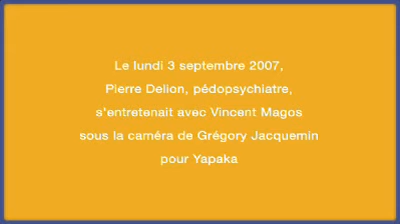 Le lundi 3 septembre 2007,
Pierre Delion, pédopsychiatre,
s'entretenait avec Vincent Magos
sous la caméra de Grégory Jacquemin
pour Yapaka